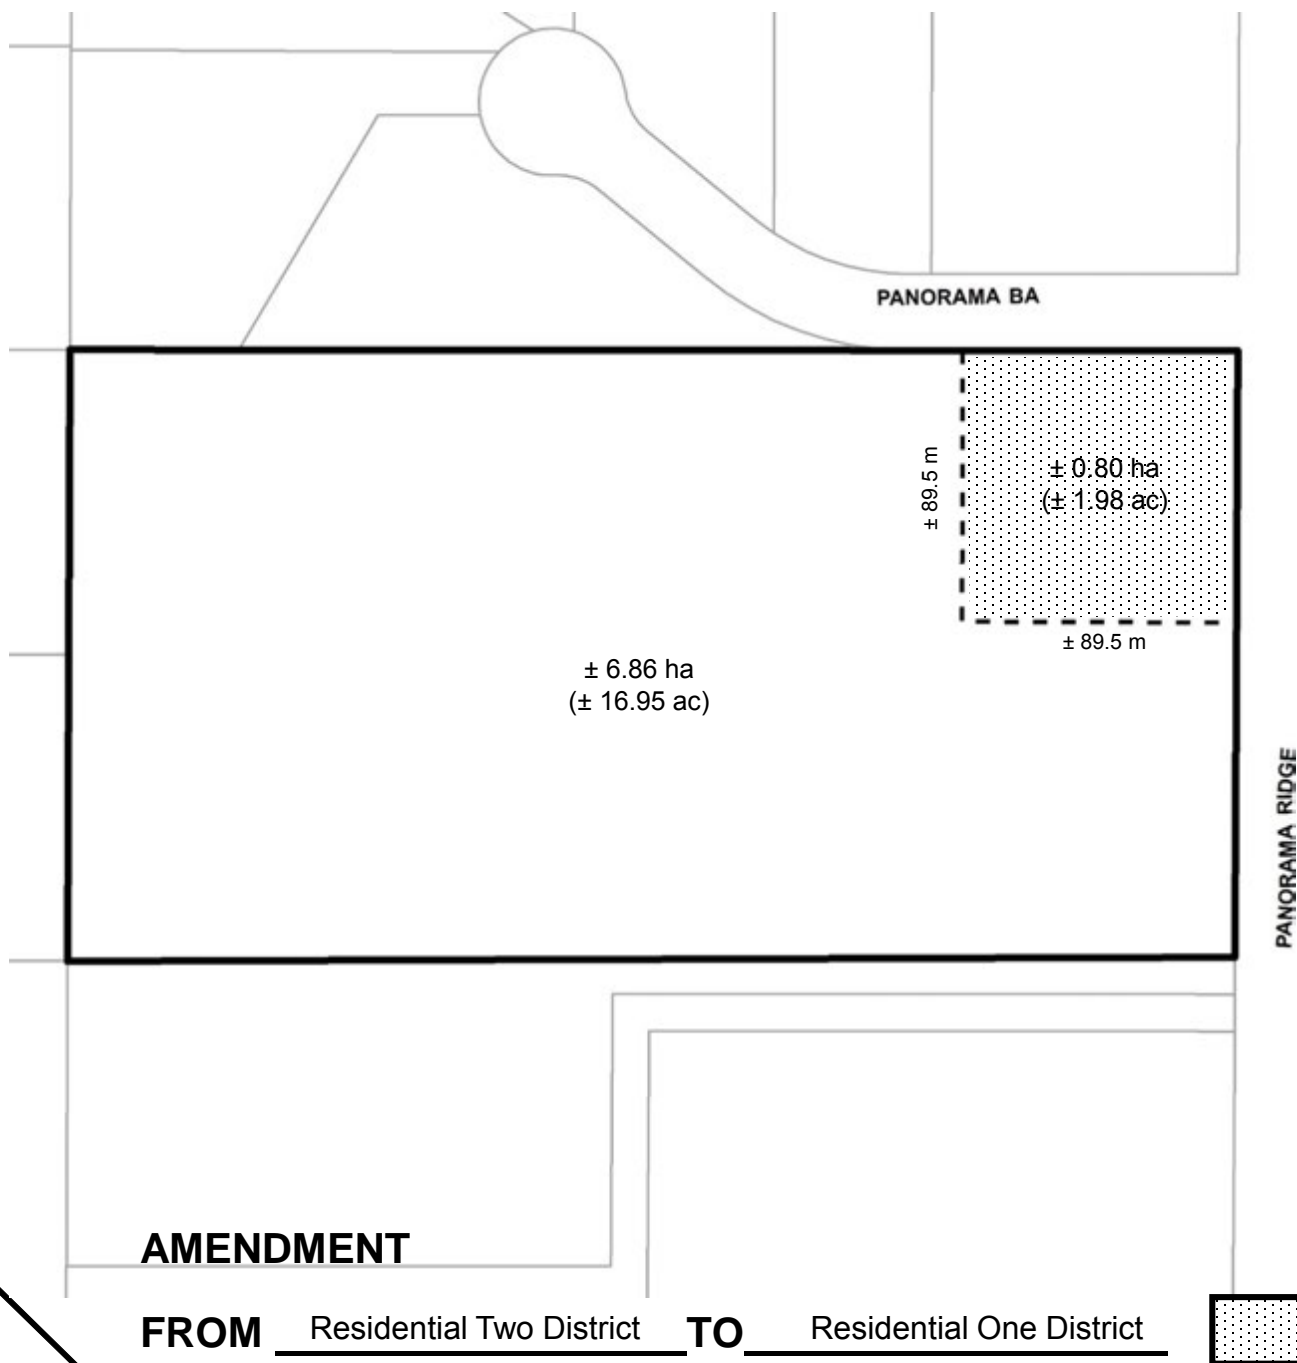 PANORAMA BA
± 89.5 m
± 0.80 ha
(± 1.98 ac)
± 89.5 m
± 6.86 ha
(± 16.95 ac)
PANORAMA RIDGE
AMENDMENT
FROM Residential Two District TO Residential One District